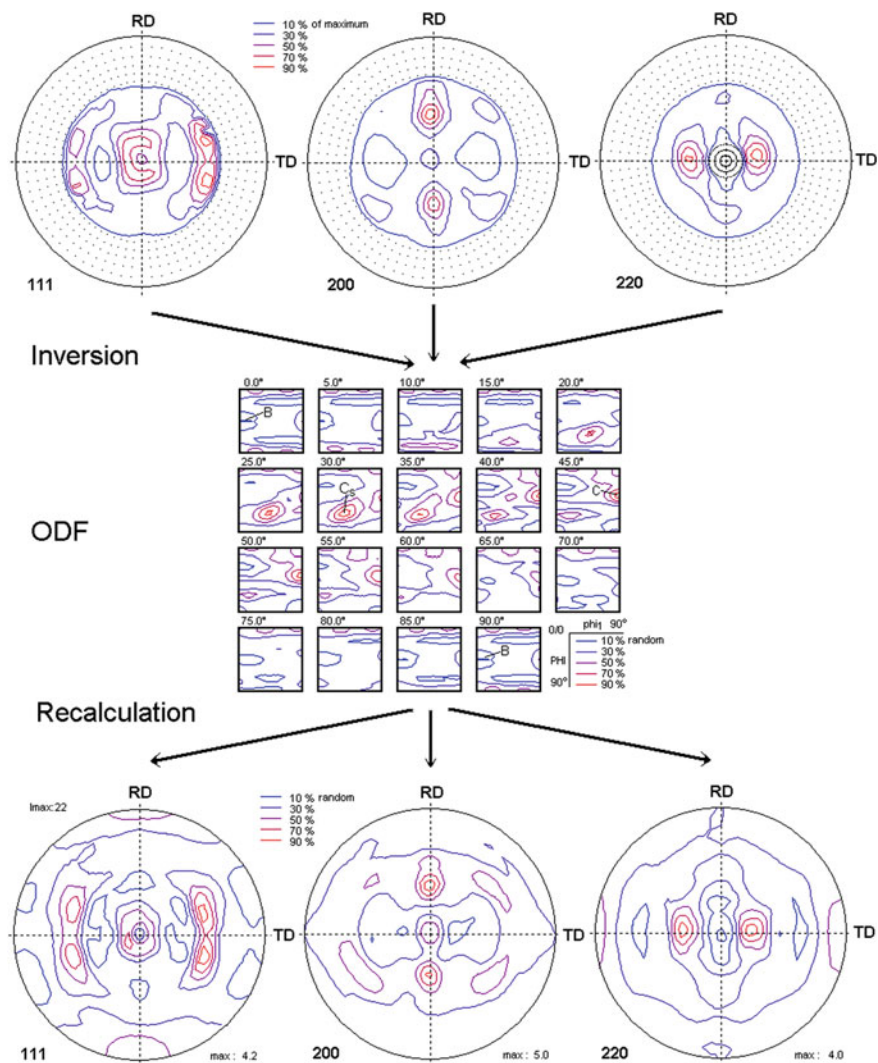 RD
RD
RD
10 % of maximum
30 %
50 %
70 %
90 %
TD
TD
TD
111
200
220
Inversion
0.0°
5.0°
10.0°
15.0°
20.0°
B
25.0°
30.0°
35.0°
40.0°
45.0°
Cs
C
ODF
50.0°
55.0°
60.0°
65.0°
70.0°
75.0°
80.0°
85.0°
90.0°
B
0/0
phi1 90°
PHI
90°
10 % random
30 %
50 %
70 %
90 %
Recalculation
RD
RD
RD
Imax:22
10 % random
30 %
50 %
70 %
90 %
TD
TD
TD
111
max : 4.2
200
max : 5.0
220
max : 4.0